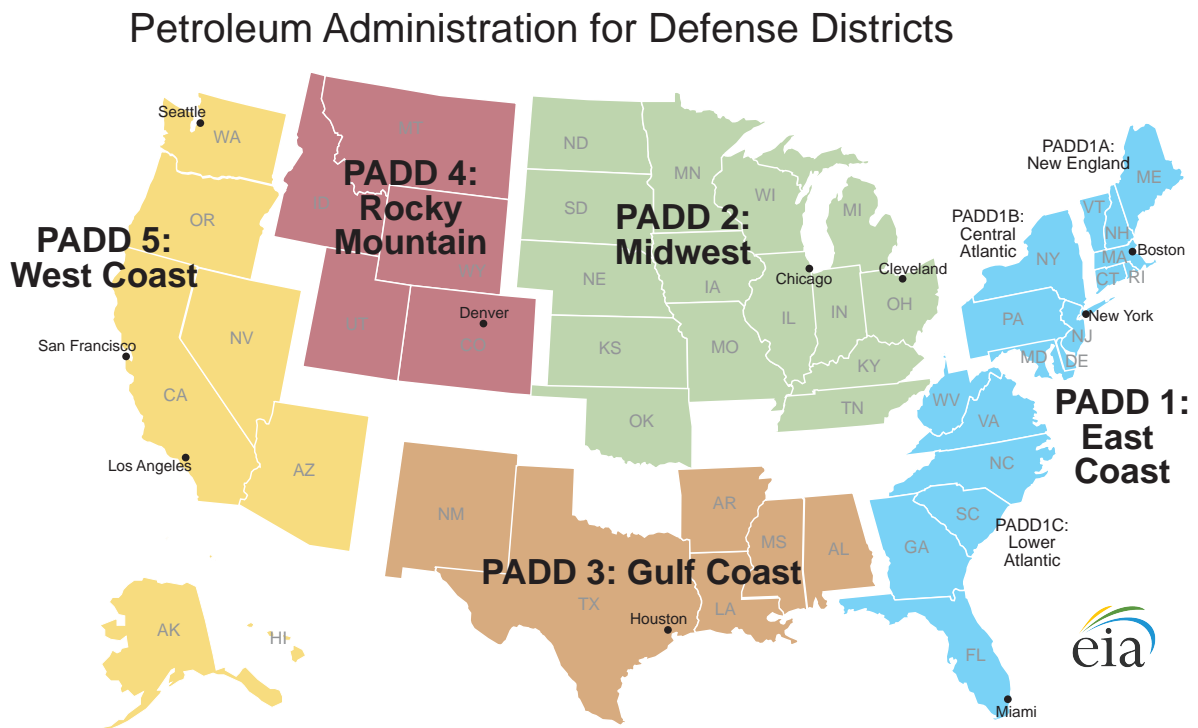 Petroleum Administration for Defense Districts
Seattle
WA
MT
ND
MN
PADD1A:
New England
ME
PADD 4:
Rocky
Mountain
ID
OR
SD
WI
MI
VT
NH
PADD1B:
Central
Atlantic
PADD 5:
West Coast
PADD 2:
Midwest
NY
MA
Boston
CT
RI
WY
NE
IA
Chicago
Cleveland
OH
IL
IN
PA
New York
NJ
Denver
UT
CO
NV
San Francisco
KS
MO
MD
DE
KY
CA
WV
TN
VA
PADD 1:
East
Coast
OK
Los Angeles
AZ
NC
NM
AR
SC
PADD1C:
Lower
Atlantic
MS
AL
GA
PADD 3: Gulf Coast
TX
LA
Houston
AK
HI
FL
Miami
eia